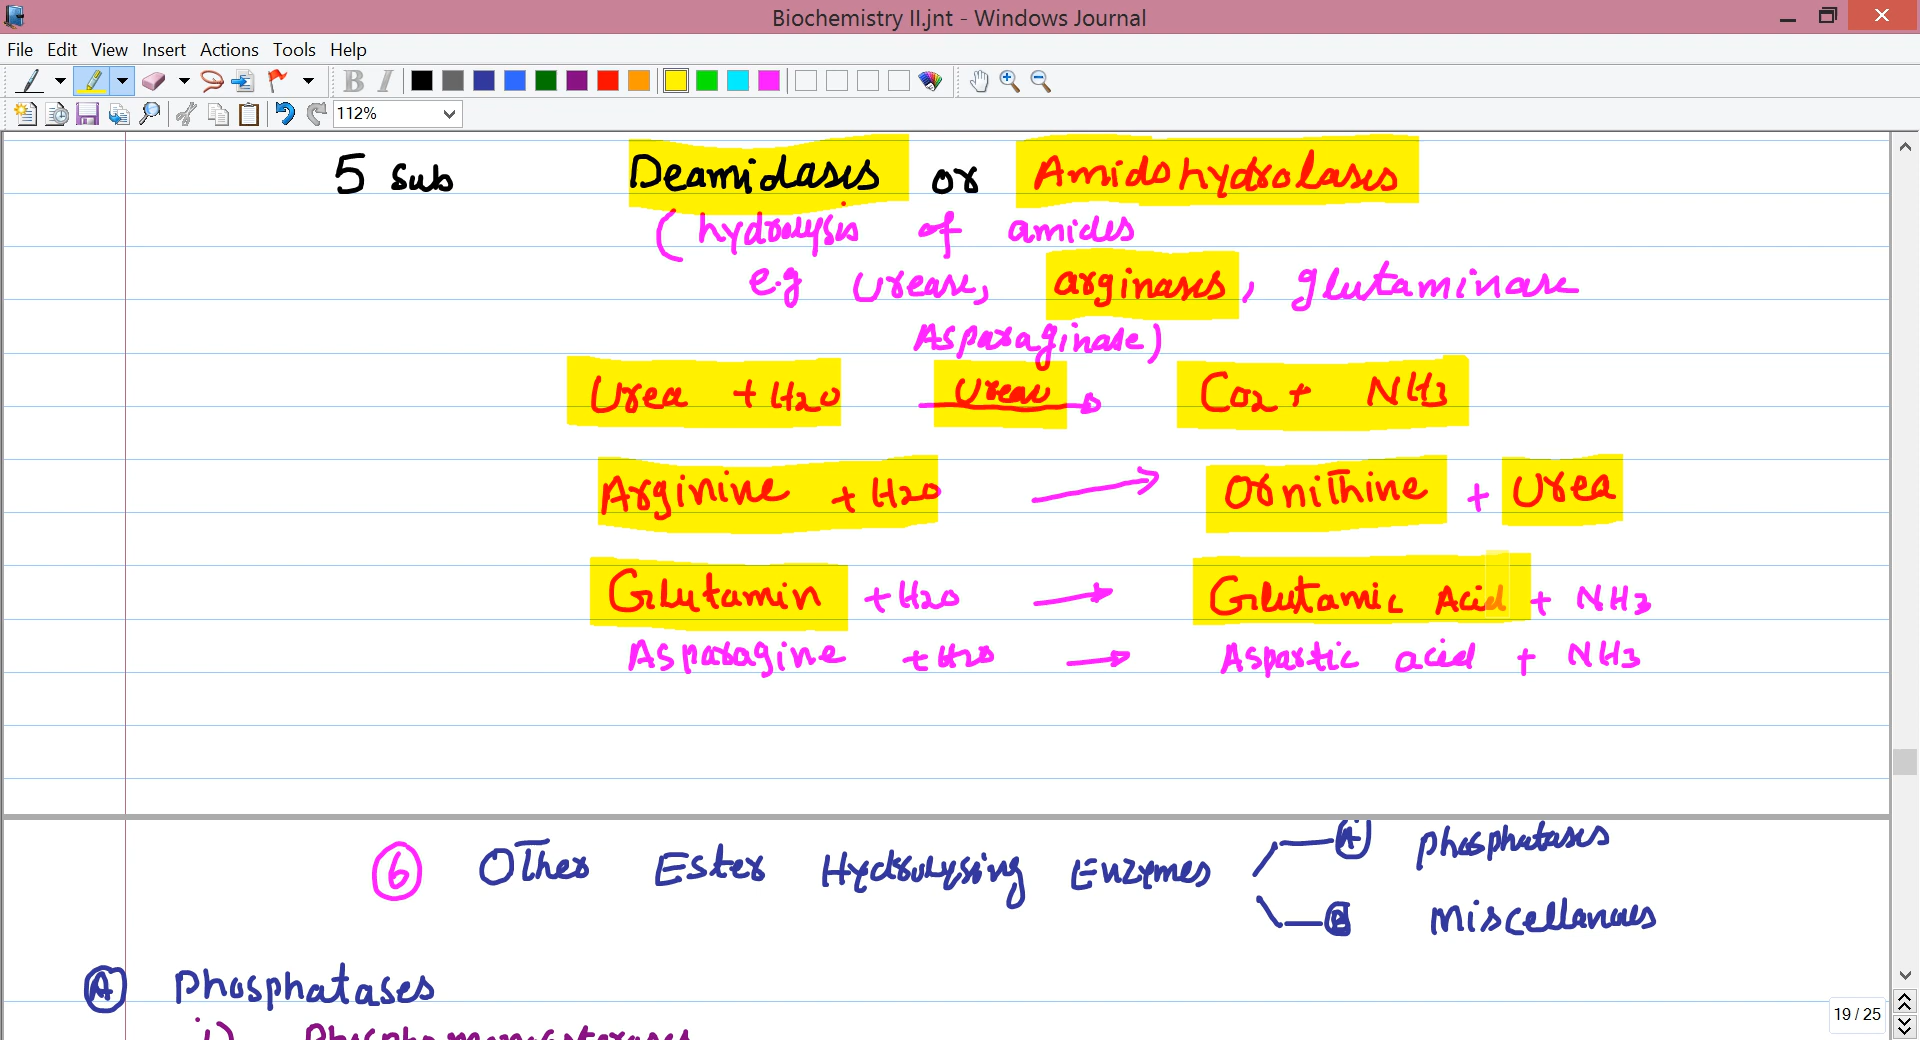 Biochemistry II.jnt - Windows Journal
File Edit View Insert Actions Tools Help
B I
112%
5 Sub Deamidases or Amidohydrolases
(hydrolysis of amides
e.g Urease, arginases, glutaminase
Asparaginase)
Urea + H2O Urease CO2 + NH3
Arginine + H2O Ornithine + Urea
Glutamin + H2O Glutamic Acid + NH3
Asparagine + H2O Aspartic acid + NH3
6 Other Ester Hydrolysing Enzymes A Phosphatases
B Miscellanous
A Phosphatases
i) Phosphomonoesterases
19 / 25